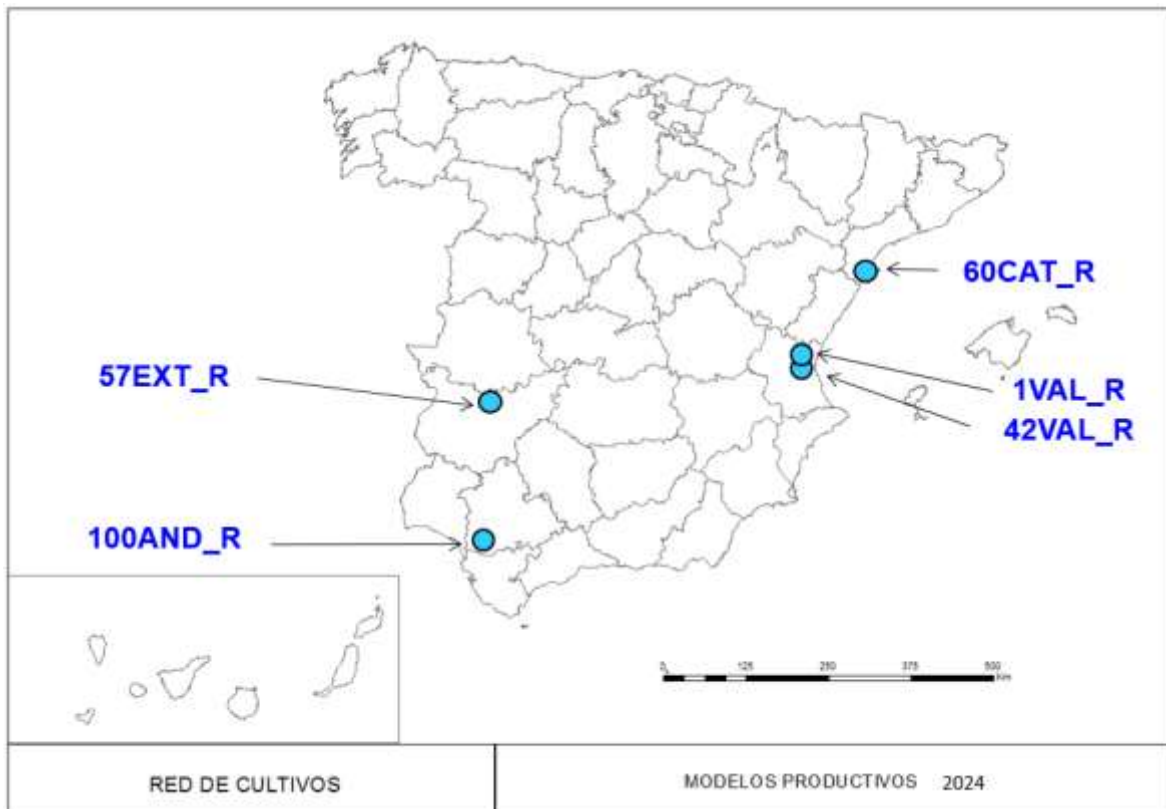 60CAT_R
57EXT_R
1VAL_R
42VAL_R
100AND_R
0 125 250 375 500
Km
RED DE CULTIVOS
MODELOS PRODUCTIVOS 2024